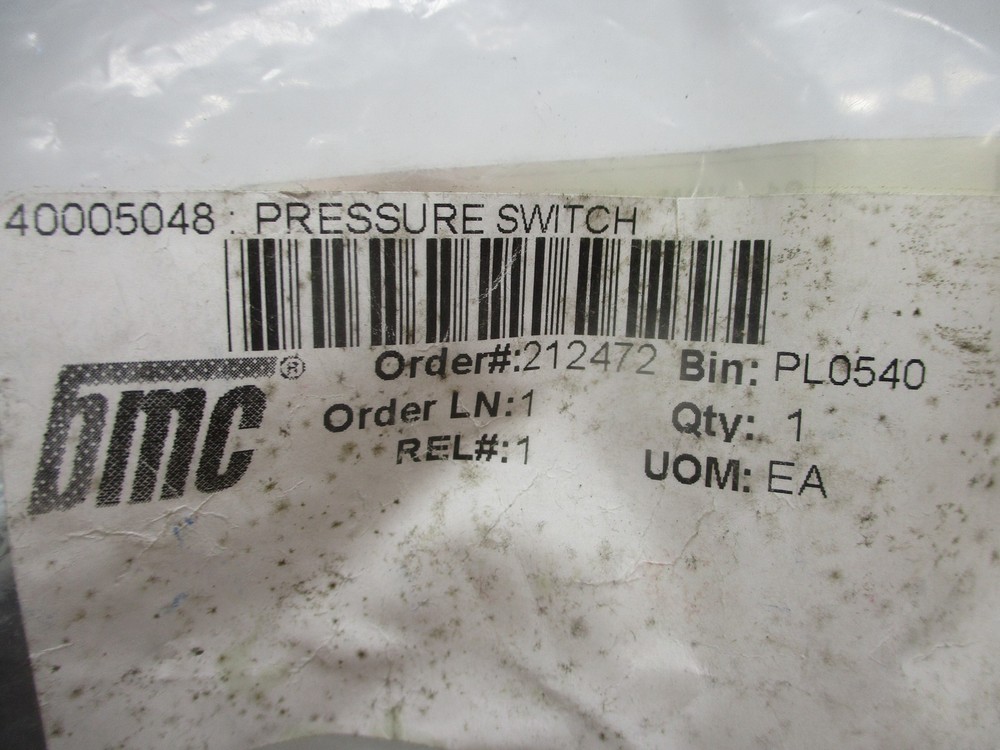 40005048 : PRESSURE SWITCH
bmc®
Order#:212472 Bin: PL0540
Order LN:1 Qty: 1
REL#:1 UOM: EA